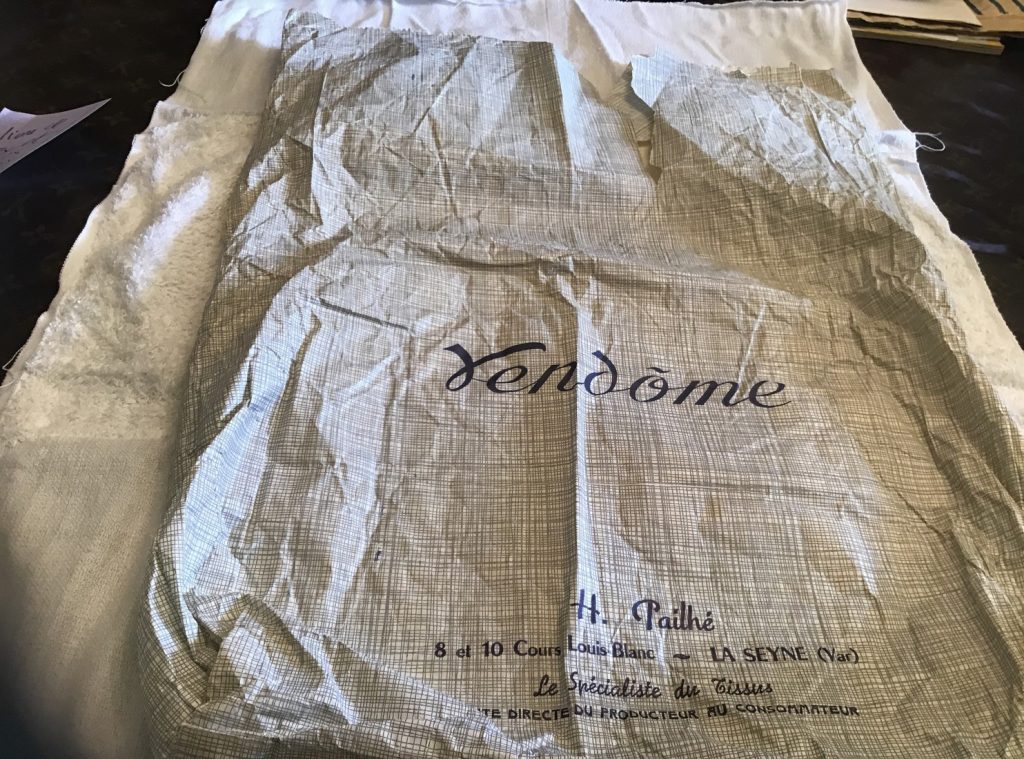 Vendôme
H. Pailhé
8 et 10 Cours Louis Blanc – LA SEYNE (Var)
Le Spécialiste du Tissus
TE DIRECTE DU PRODUCTEUR AU CONSOMMATEUR